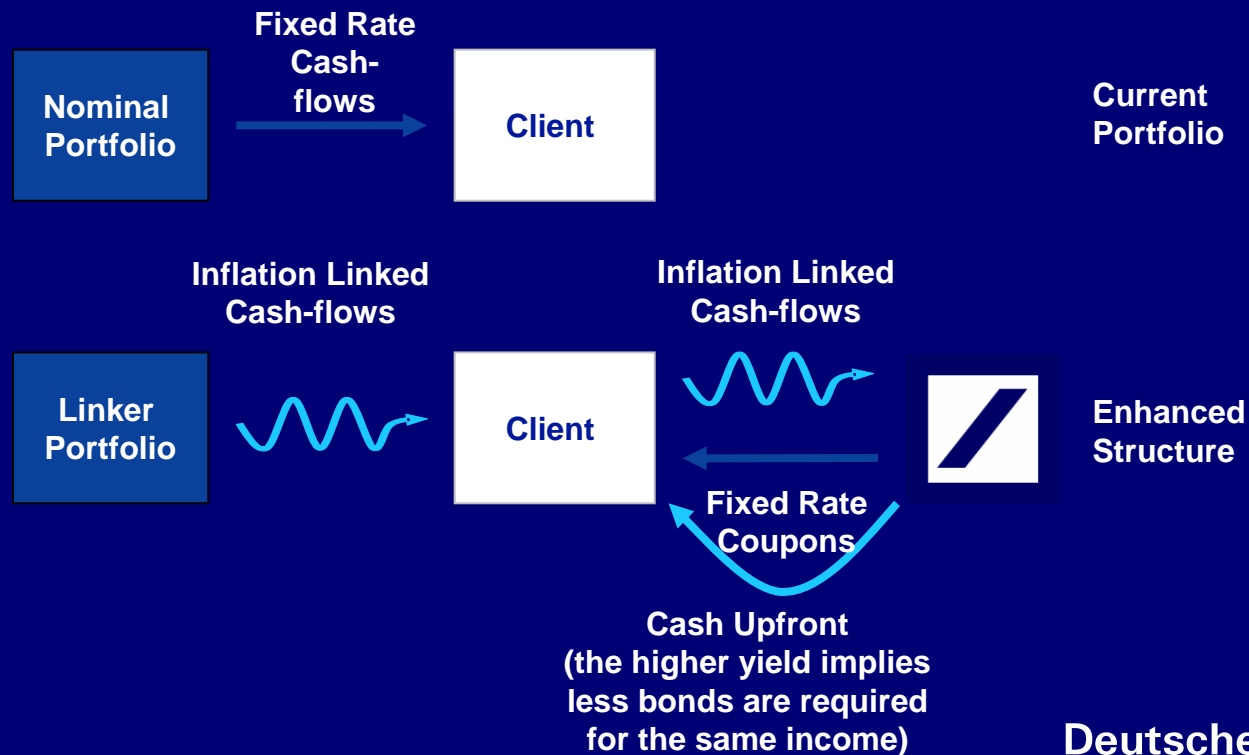 Fixed Rate
Cash-
flows
Nominal
Portfolio
Client
Current
Portfolio
Inflation Linked
Cash-flows
Inflation Linked
Cash-flows
Linker
Portfolio
Client
Enhanced
Structure
Fixed Rate
Coupons
Cash Upfront
(the higher yield implies
less bonds are required
for the same income)
Deutsche